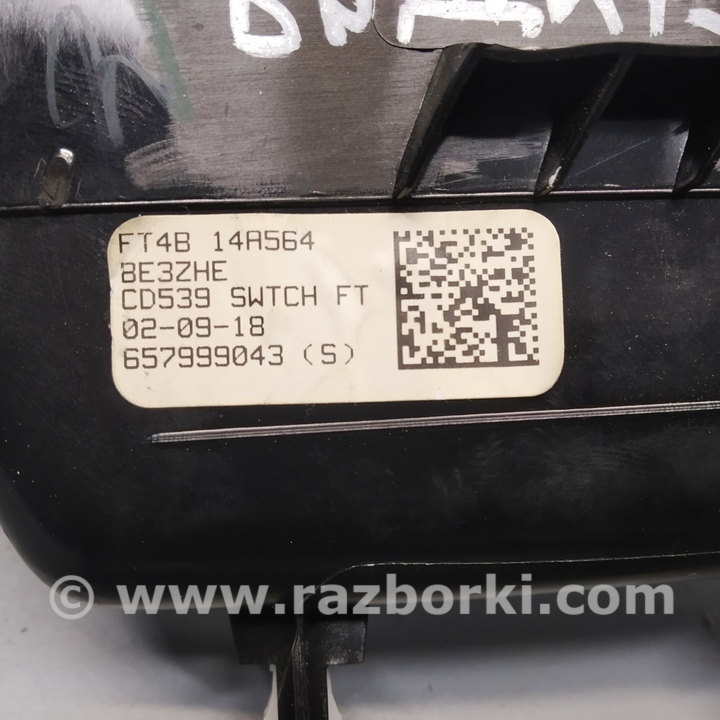 FT4B 14A564
BE3ZHE
CD539 SWTCH FT
02-09-18
657999043 (S)
© www.razborki.com